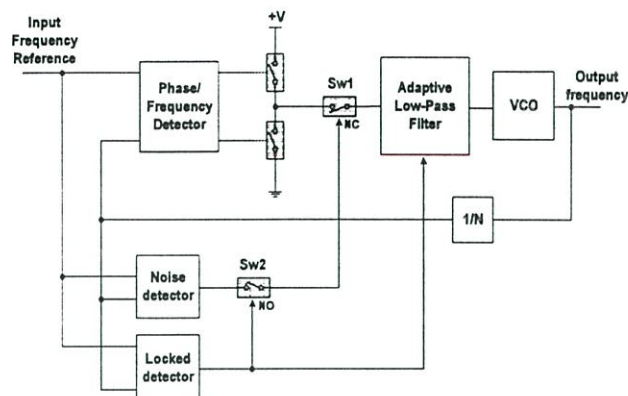 Input
Frequency
Reference
+V
Phase/
Frequency
Detector
Sw1
NC
Adaptive
Low-Pass
Filter
VCO
Output
frequency
1/N
Noise
detector
Sw2
NO
Locked
detector